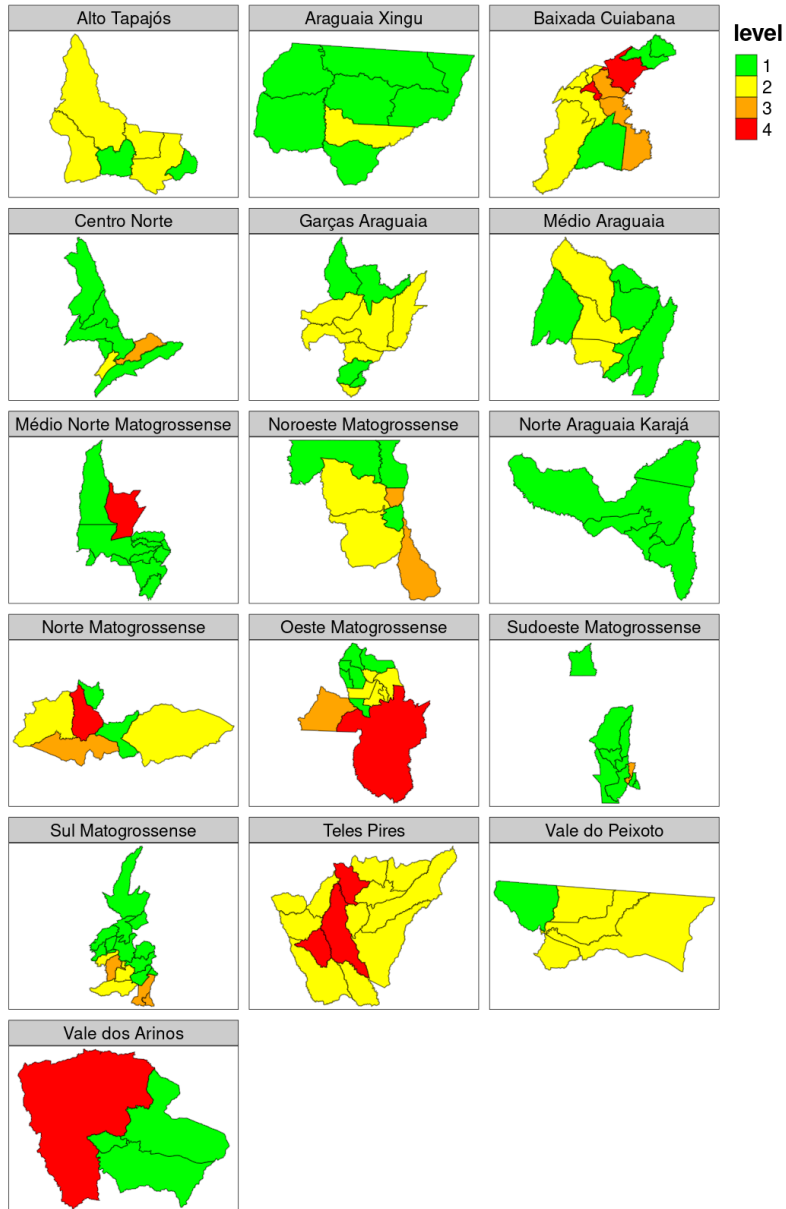 Alto Tapajós
Araguaia Xingu
Baixada Cuiabana
level
1
2
3
4
Centro Norte
Garças Araguaia
Médio Araguaia
Médio Norte Matogrossense
Noroeste Matogrossense
Norte Araguaia Karajá
Norte Matogrossense
Oeste Matogrossense
Sudoeste Matogrossense
Sul Matogrossense
Teles Pires
Vale do Peixoto
Vale dos Arinos